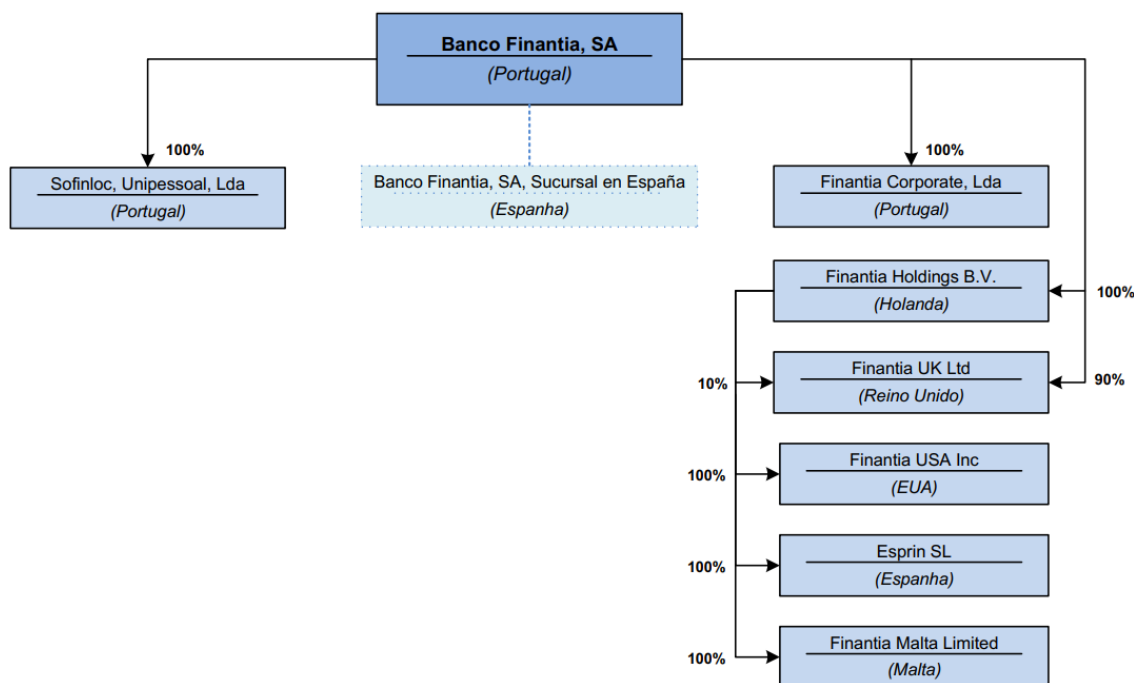 Banco Finantia, SA
(Portugal)
100%
100%
Sofinloc, Unipessoal, Lda
(Portugal)
Banco Finantia, SA, Sucursal en España
(Espanha)
Finantia Corporate, Lda
(Portugal)
Finantia Holdings B.V.
(Holanda)
100%
Finantia UK Ltd
(Reino Unido)
10%
90%
Finantia USA Inc
(EUA)
100%
Esprin SL
(Espanha)
100%
Finantia Malta Limited
(Malta)
100%